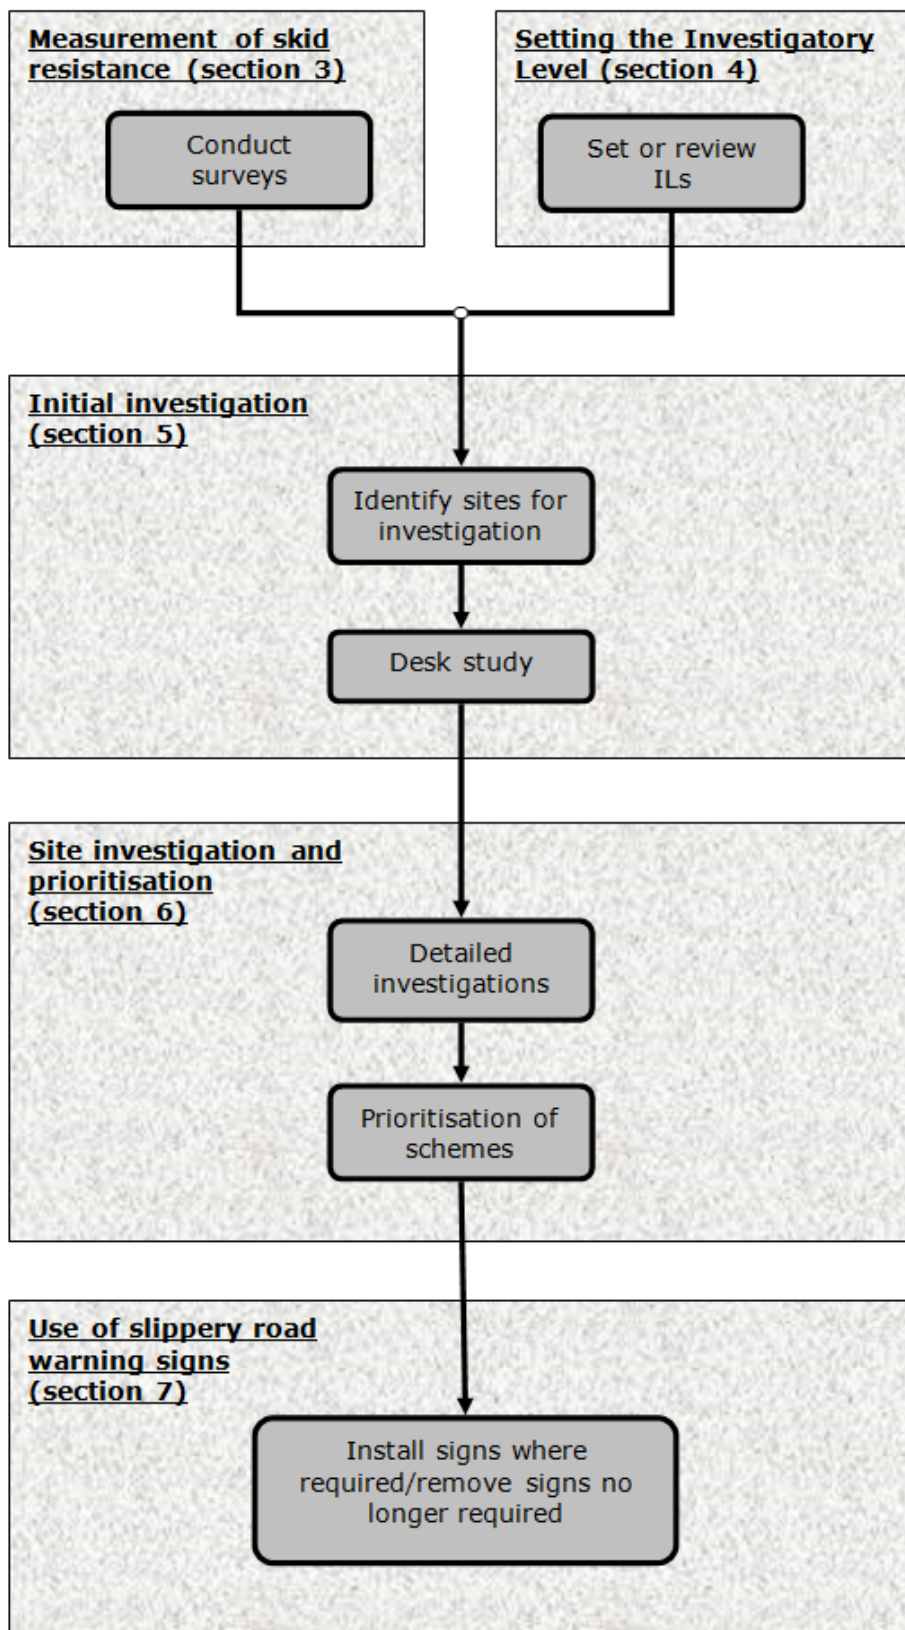 Measurement of skid
resistance (section 3)
Conduct
surveys
Setting the Investigatory
Level (section 4)
Set or review
ILs
Initial investigation
(section 5)
Identify sites for
investigation
Desk study
Site investigation and
prioritisation
(section 6)
Detailed
investigations
Prioritisation of
schemes
Use of slippery road
warning signs
(section 7)
Install signs where
required/remove signs no
longer required